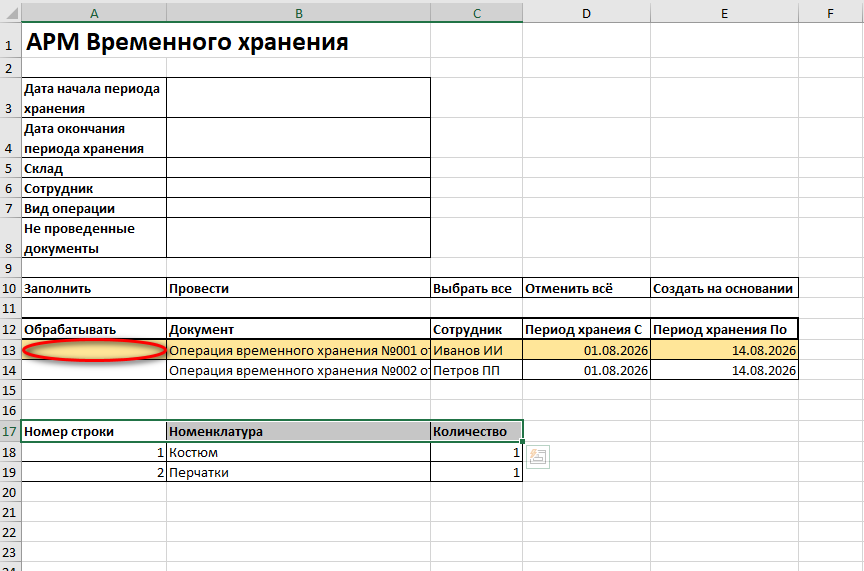 A B C D E F
1 АРМ Временного хранения
2
Дата начала периода
3 хранения
Дата окончания
4 периода хранения
5 Склад
6 Сотрудник
7 Вид операции
Не проведенные
8 документы
9
10 Заполнить Провести Выбрать все Отменить всё Создать на основании
11
12 Обрабатывать Документ Сотрудник Период хранеия С Период хранения По
13 Операция временного хранения №001 от Иванов ИИ 01.08.2026 14.08.2026
14 Операция временного хранения №002 от Петров ПП 01.08.2026 14.08.2026
15
16
17 Номер строки Номенклатура Количество
18 1 Костюм 1
19 2 Перчатки 1
20
21
22
23